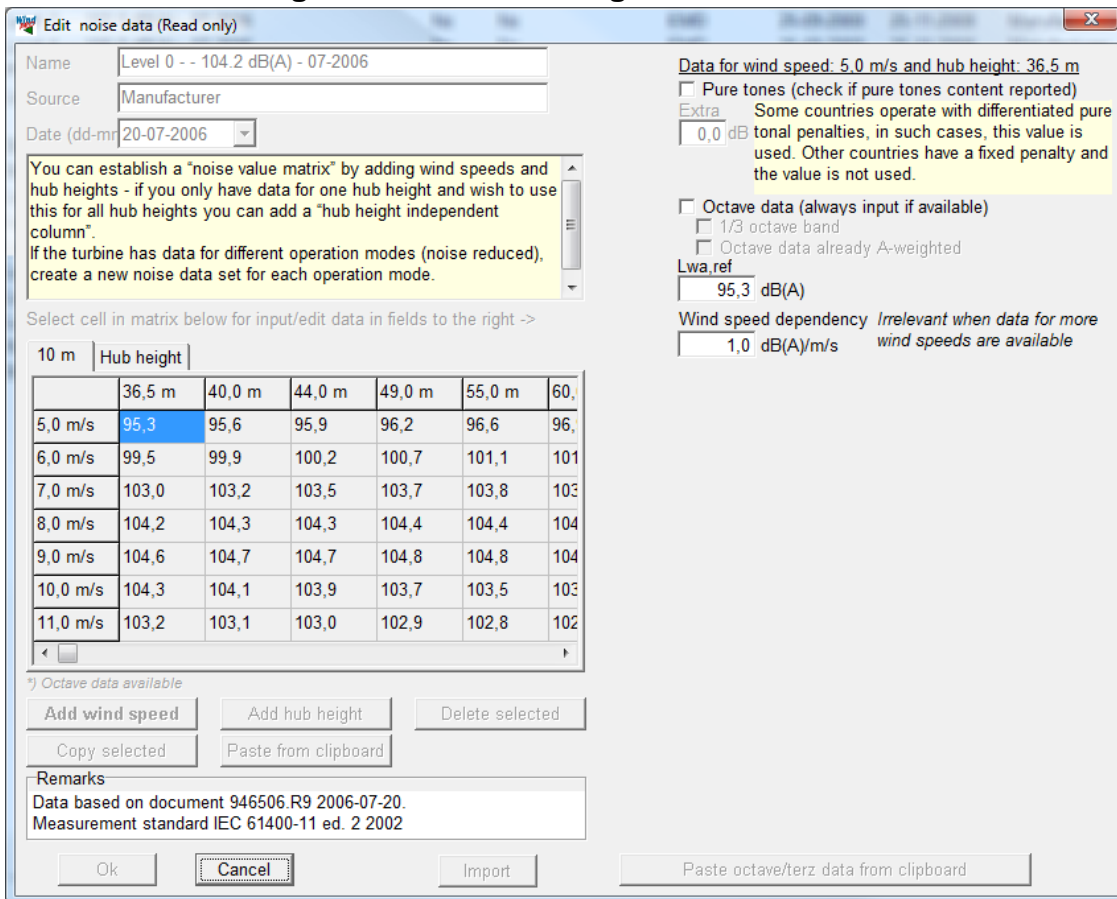 Edit noise data (Read only)
Name Level 0 - - 104.2 dB(A) - 07-2006
Source Manufacturer
Date (dd-mr 20-07-2006
You can establish a "noise value matrix" by adding wind speeds and
hub heights - if you only have data for one hub height and wish to use
this for all hub heights you can add a "hub height independent
column".
If the turbine has data for different operation modes (noise reduced),
create a new noise data set for each operation mode.
Select cell in matrix below for input/edit data in fields to the right ->
10 m Hub height
36,5 m 40,0 m 44,0 m 49,0 m 55,0 m 60,
5,0 m/s 95,3 95,6 95,9 96,2 96,6 96,
6,0 m/s 99,5 99,9 100,2 100,7 101,1 101
7,0 m/s 103,0 103,2 103,5 103,7 103,8 103
8,0 m/s 104,2 104,3 104,3 104,4 104,4 104
9,0 m/s 104,6 104,7 104,7 104,8 104,8 104
10,0 m/s 104,3 104,1 103,9 103,7 103,5 103
11,0 m/s 103,2 103,1 103,0 102,9 102,8 102
*) Octave data available
Add wind speed Add hub height Delete selected
Copy selected Paste from clipboard
Remarks
Data based on document 946506.R9 2006-07-20.
Measurement standard IEC 61400-11 ed. 2 2002
Ok Cancel Import Paste octave/terz data from clipboard
Data for wind speed: 5,0 m/s and hub height: 36,5 m
Pure tones (check if pure tones content reported)
Extra
0,0 dB
Some countries operate with differentiated pure
tonal penalties, in such cases, this value is
used. Other countries have a fixed penalty and
the value is not used.
Octave data (always input if available)
1/3 octave band
Octave data already A-weighted
Lwa,ref
95,3 dB(A)
Wind speed dependency Irrelevant when data for more
1,0 dB(A)/m/s wind speeds are available